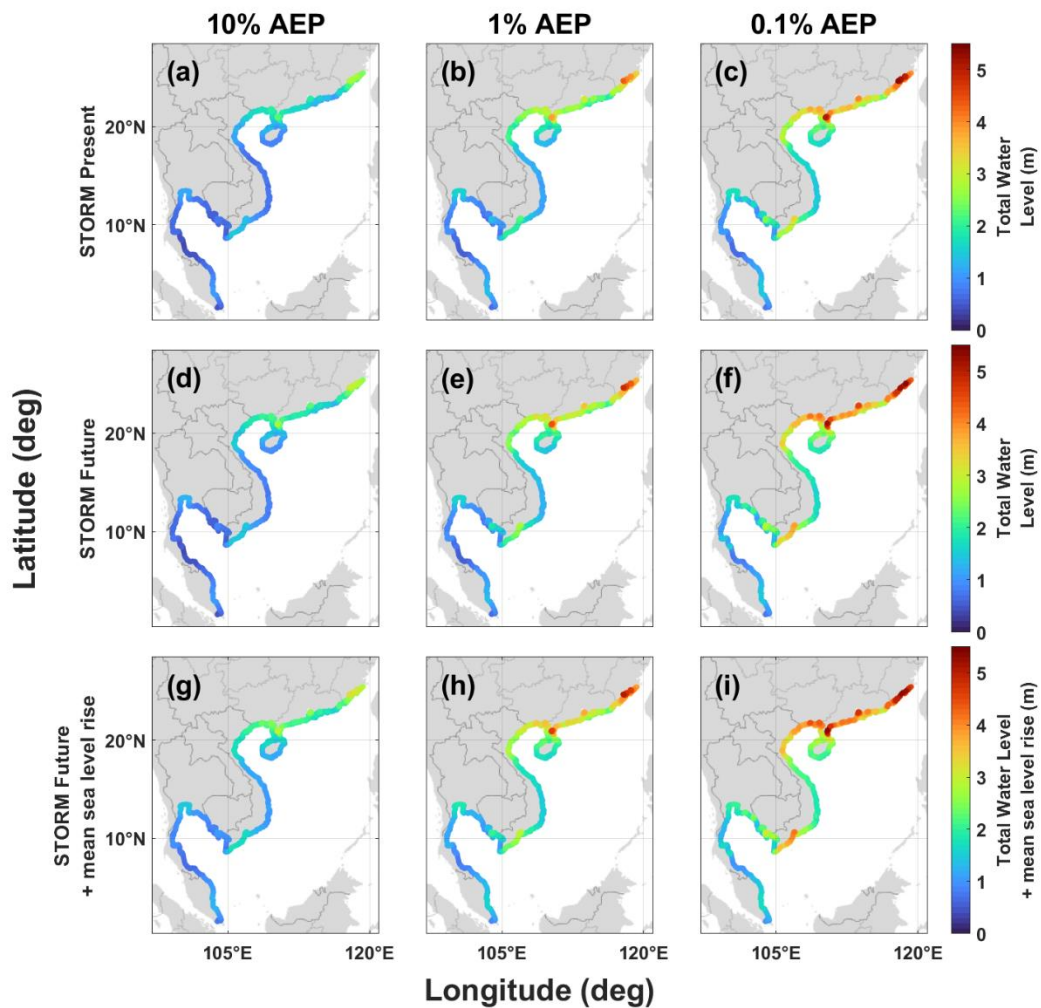 10% AEP
1% AEP
0.1% AEP
STORM Present
20°N
10°N
(a)
(b)
(c)
5
4
3
2
1
0
Total Water
Level (m)
Latitude (deg)
STORM Future
20°N
10°N
(d)
(e)
(f)
5
4
3
2
1
0
Total Water
Level (m)
STORM Future
+ mean sea level rise
20°N
10°N
(g)
(h)
(i)
5
4
3
2
1
0
Total Water Level
+ mean sea level rise (m)
105°E
120°E
105°E
120°E
105°E
120°E
Longitude (deg)